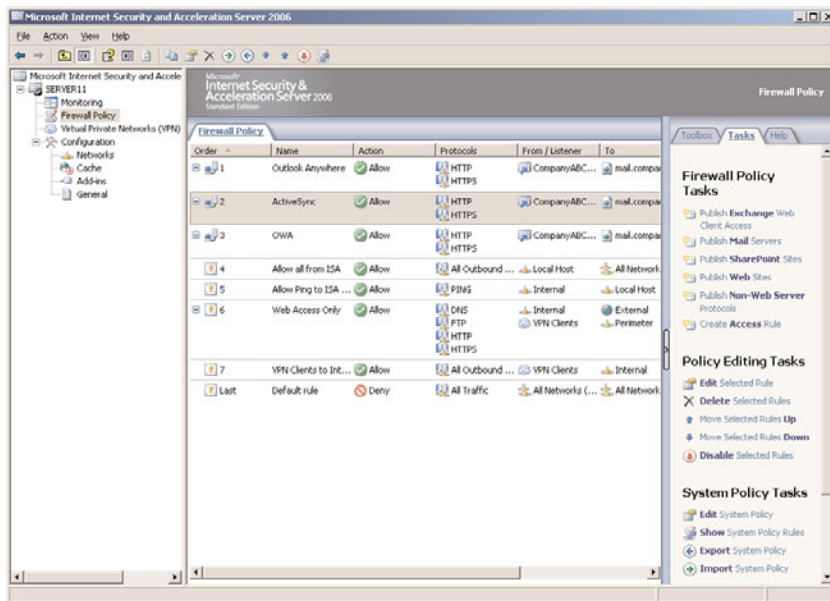 Microsoft Internet Security and Acceleration Server 2006
File Action View Help
Microsoft Internet Security and Accele
SERVER11
Monitoring
Firewall Policy
Virtual Private Networks (VPN)
Configuration
Networks
Cache
Add-ins
General
Microsoft
Internet Security &
Acceleration Server 2006
Standard Edition
Firewall Policy
Firewall Policy
Order Name Action Protocols From / Listener To
1 Outlook Anywhere Allow HTTP CompanyABC... mail.compa
HTTPS
2 ActiveSync Allow HTTP CompanyABC... mail.compa
HTTPS
3 OWA Allow HTTP CompanyABC... mail.compa
HTTPS
4 Allow all from ISA Allow All Outbound ... Local Host All Network
5 Allow Ping to ISA ... Allow PING Internal Local Host
6 Web Access Only Allow DNS Internal External
FTP VPN Clients Perimeter
HTTP
HTTPS
7 VPN Clients to Int... Allow All Outbound ... VPN Clients Internal
Last Default rule Deny All Traffic All Networks (... All Network
Toolbox Tasks Help
Firewall Policy
Tasks
Publish Exchange Web
Client Access
Publish Mail Servers
Publish SharePoint Sites
Publish Web Sites
Publish Non-Web Server
Protocols
Create Access Rule
Policy Editing Tasks
Edit Selected Rule
Delete Selected Rules
Move Selected Rules Up
Move Selected Rules Down
Disable Selected Rules
System Policy Tasks
Edit System Policy
Show System Policy Rules
Export System Policy
Import System Policy